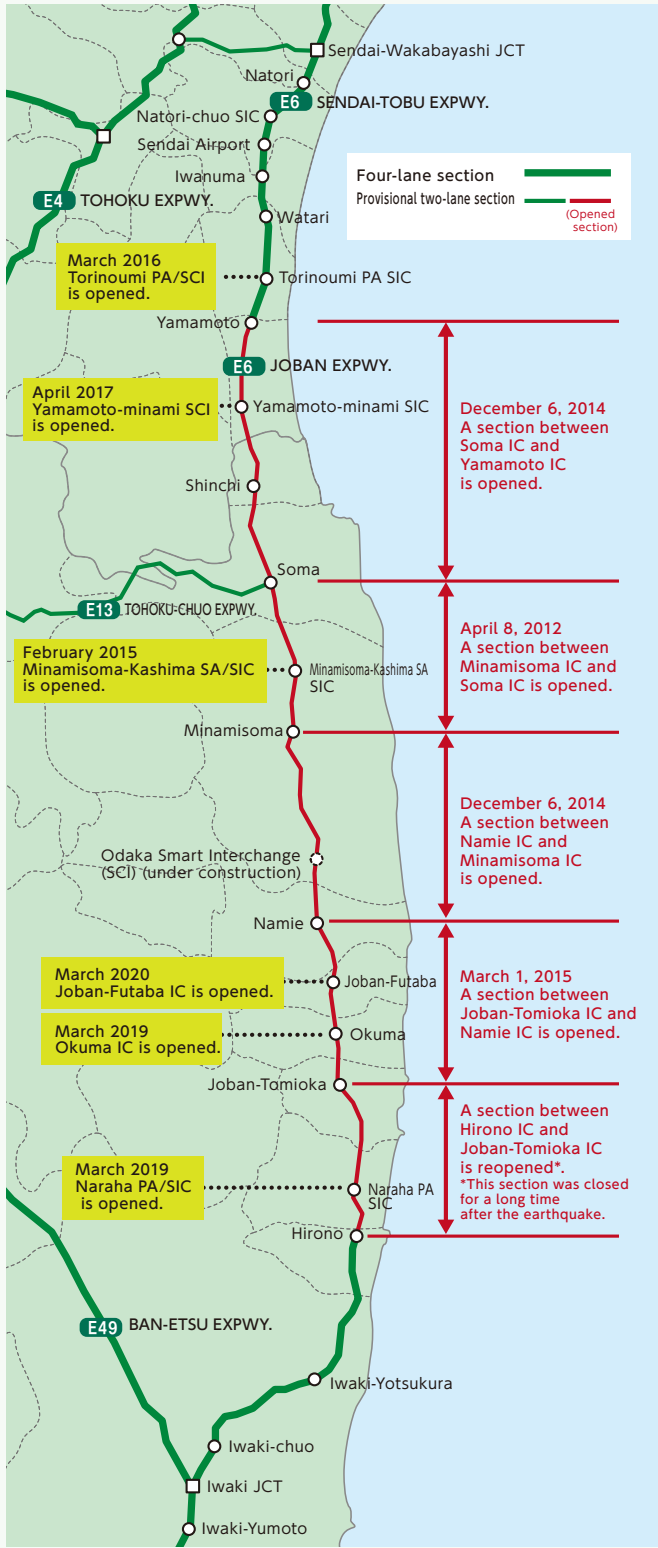 Sendai-Wakabayashi JCT
Natori
E6 SENDAI-TOBU EXPWY.
Natori-chuo SIC
Sendai Airport
Iwanuma
E4 TOHOKU EXPWY.
Watari
Four-lane section
Provisional two-lane section
(Opened
section)
March 2016
Torinoumi PA/SCI
is opened.
Torinoumi PA SIC
Yamamoto
E6 JOBAN EXPWY.
April 2017
Yamamoto-minami SCI
is opened.
Yamamoto-minami SIC
December 6, 2014
A section between
Soma IC and
Yamamoto IC
is opened.
Shinchi
Soma
E13 TOHOKU-CHUO EXPWY.
April 8, 2012
A section between
Minamisoma IC and
Soma IC is opened.
February 2015
Minamisoma-Kashima SA/SIC
is opened.
Minamisoma-Kashima SA
SIC
Minamisoma
December 6, 2014
A section between
Namie IC and
Minamisoma IC
is opened.
Odaka Smart Interchange
(SCI) (under construction)
Namie
March 2020
Joban-Futaba IC is opened.
Joban-Futaba
March 1, 2015
A section between
Joban-Tomioka IC and
Namie IC is opened.
March 2019
Okuma IC is opened.
Okuma
Joban-Tomioka
A section between
Hirono IC and
Joban-Tomioka IC
is reopened*.
*This section was closed
for a long time
after the earthquake.
March 2019
Naraha PA/SIC
is opened.
Naraha PA
SIC
Hirono
E49 BAN-ETSU EXPWY.
Iwaki-Yotsukura
Iwaki-chuo
Iwaki JCT
Iwaki-Yumoto